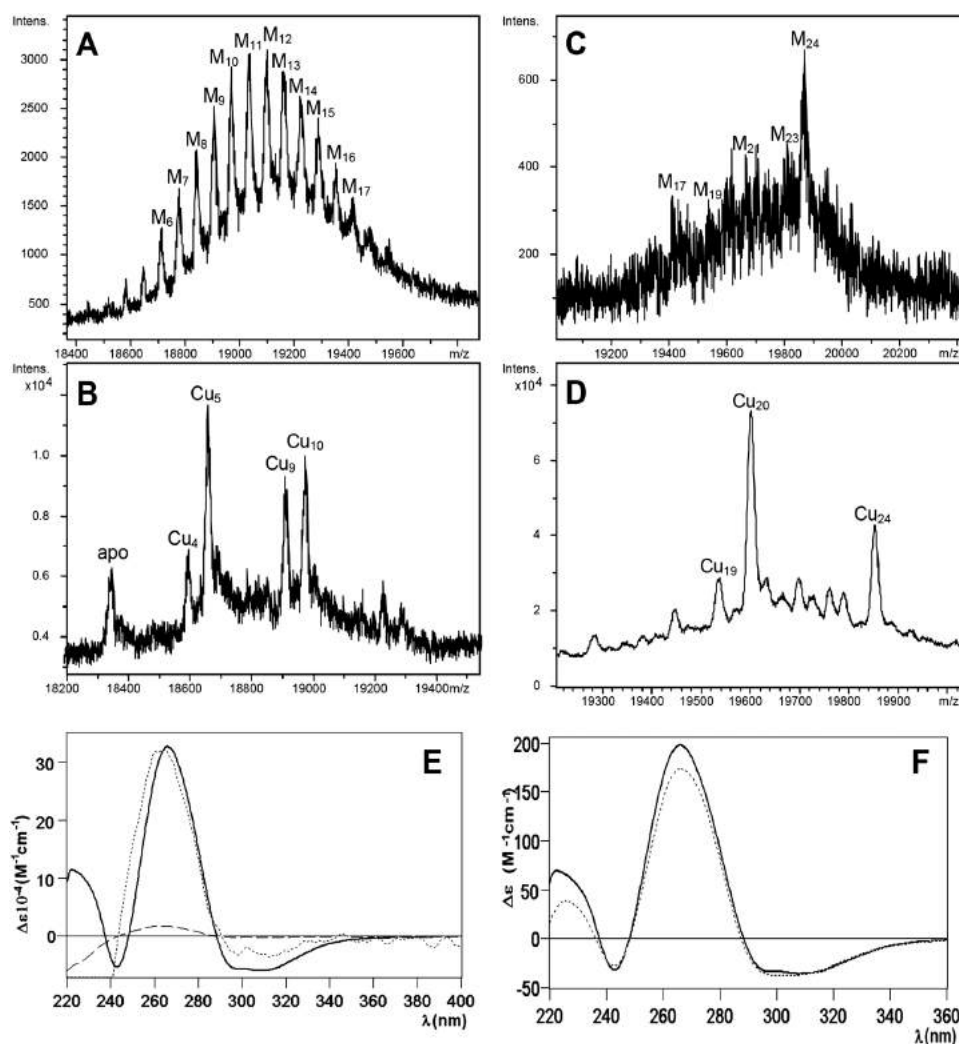 Intens.
A
M₁₂
M₁₁
M₁₀
M₁₃
M₉
M₁₄
M₈
M₁₅
M₇
M₁₆
M₆
M₁₇
3000
2500
2000
1500
1000
500
18400 18600 18800 19000 19200 19400 19600 m/z
Intens.
C
M₂₄
M₂₃
M₂₁
M₁₇
M₁₉
600
400
200
19200 19400 19600 19800 20000 20200 m/z
Intens.
x10⁴
B
Cu₅
Cu₁₀
Cu₉
Cu₄
apo
1.0
0.8
0.6
0.4
18200 18400 18600 18800 19000 19200 19400 m/z
Intens.
x10⁴
D
Cu₂₀
Cu₂₄
Cu₁₉
8
6
4
2
0
19300 19400 19500 19600 19700 19800 19900 m/z
E
Δε10⁻⁴(M⁻¹cm⁻¹)
30
20
10
0
220 240 260 280 300 320 340 360 380 400
λ(nm)
F
Δε (M⁻¹cm⁻¹)
200
150
100
50
0
-50
220 240 260 280 300 320 340 360
λ(nm)